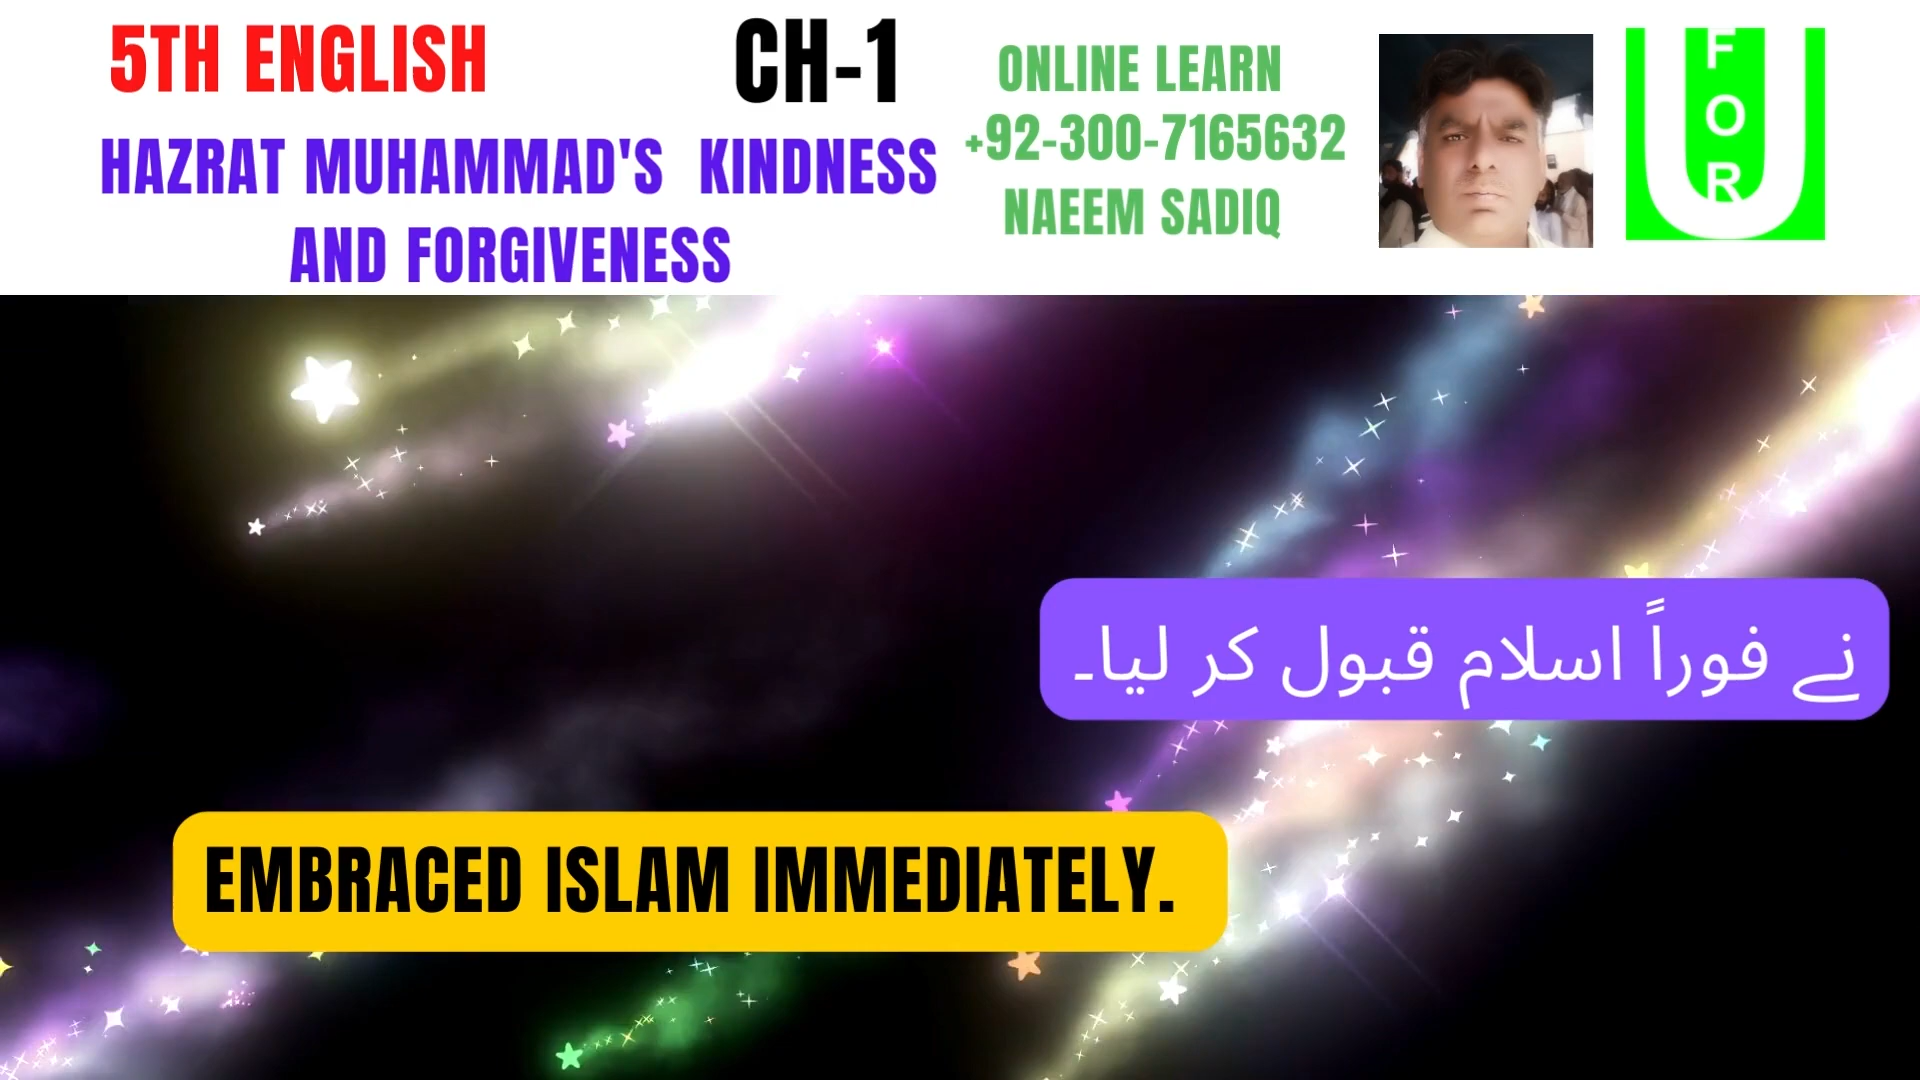 5TH ENGLISH
CH-1
HAZRAT MUHAMMAD'S KINDNESS
AND FORGIVENESS
ONLINE LEARN
+92-300-7165632
NAEEM SADIQ
U
FOR
نے فوراً اسلام قبول کر لیا۔
EMBRACED ISLAM IMMEDIATELY.